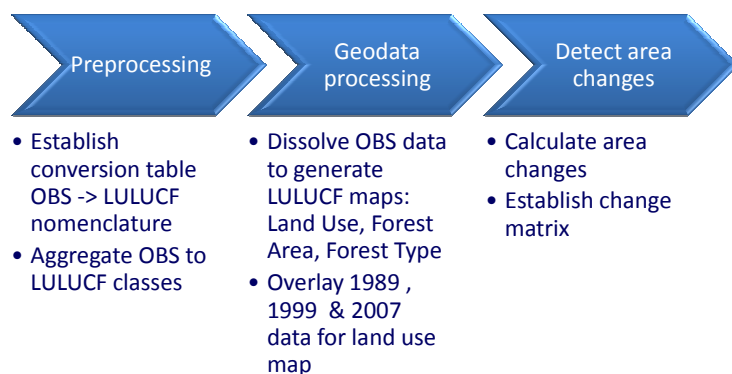 Preprocessing
• Establish
conversion table
OBS -> LULUCF
nomenclature
• Aggregate OBS to
LULUCF classes
Geodata
processing
• Dissolve OBS data
to generate
LULUCF maps:
Land Use, Forest
Area, Forest Type
• Overlay 1989 ,
1999 & 2007
data for land use
map
Detect area
changes
• Calculate area
changes
• Establish change
matrix